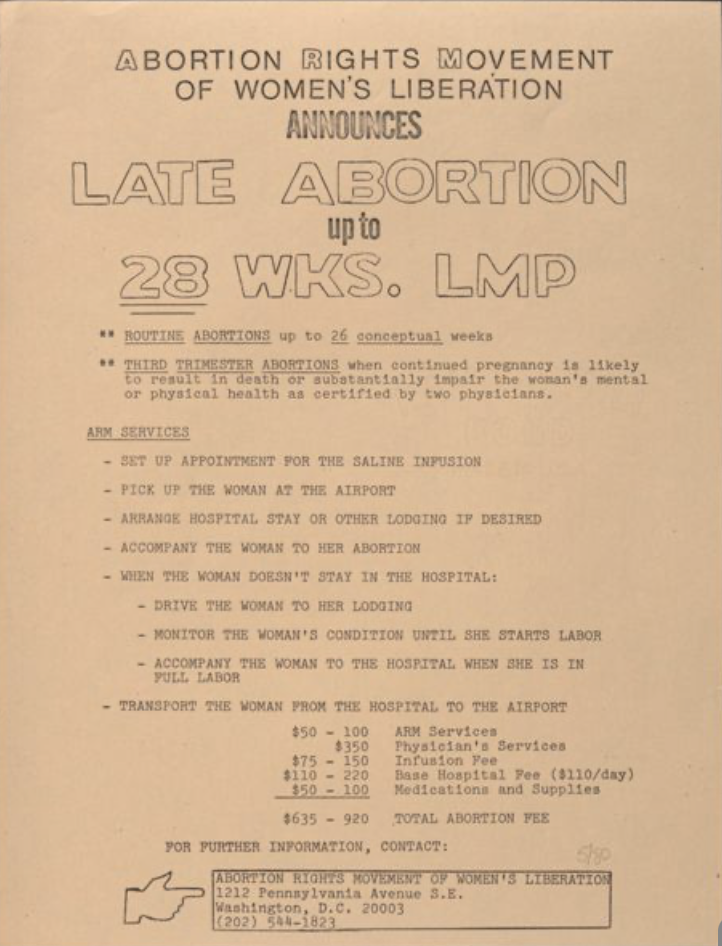 ABORTION RIGHTS MOVEMENT
OF WOMEN'S LIBERATION
ANNOUNCES
LATE ABORTION
up to
28 WKS. LMP
** ROUTINE ABORTIONS up to 26 conceptual weeks
** THIRD TRIMESTER ABORTIONS when continued pregnancy is likely
to result in death or substantially impair the woman's mental
or physical health as certified by two physicians.
ARM SERVICES
- SET UP APPOINTMENT FOR THE SALINE INFUSION
- PICK UP THE WOMAN AT THE AIRPORT
- ARRANGE HOSPITAL STAY OR OTHER LODGING IF DESIRED
- ACCOMPANY THE WOMAN TO HER ABORTION
- WHEN THE WOMAN DOESN'T STAY IN THE HOSPITAL:
- DRIVE THE WOMAN TO HER LODGING
- MONITOR THE WOMAN'S CONDITION UNTIL SHE STARTS LABOR
- ACCOMPANY THE WOMAN TO THE HOSPITAL WHEN SHE IS IN
FULL LABOR
- TRANSPORT THE WOMAN FROM THE HOSPITAL TO THE AIRPORT
$50 - 100 ARM Services
$350 Physician's Services
$75 - 150 Infusion Fee
$110 - 220 Base Hospital Fee ($110/day)
$50 - 100 Medications and Supplies
$635 - 920 TOTAL ABORTION FEE
FOR FURTHER INFORMATION, CONTACT:
5/80
ABORTION RIGHTS MOVEMENT OF WOMEN'S LIBERATION
1212 Pennsylvania Avenue S.E.
Washington, D.C. 20003
(202) 544-1823